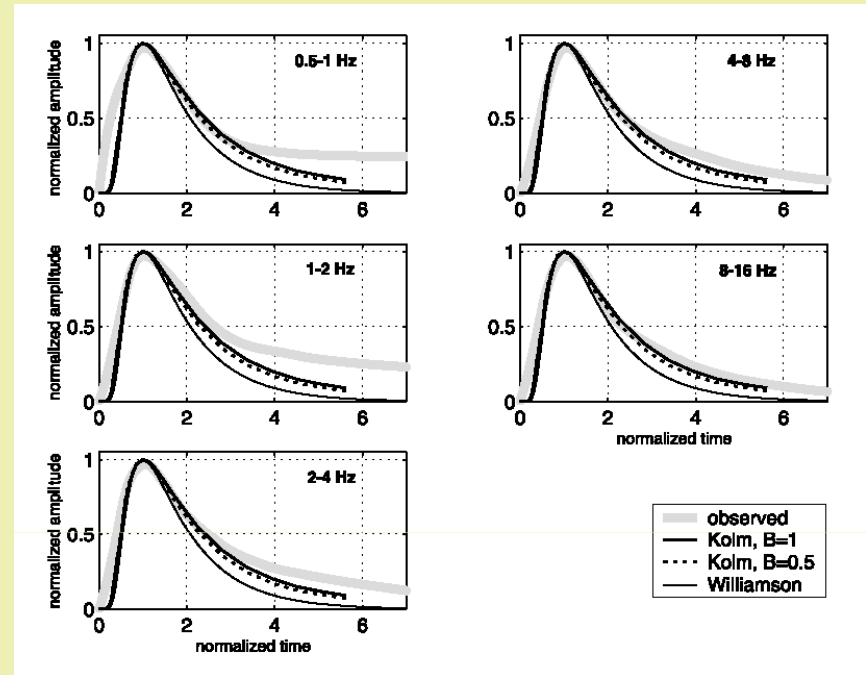 0.5-1 Hz
normalized amplitude
1
0.5
0
0 2 4 6
4-8 Hz
1
0.5
0
0 2 4 6
1-2 Hz
normalized amplitude
1
0.5
0
0 2 4 6
8-16 Hz
1
0.5
0
0 2 4 6
normalized time
2-4 Hz
normalized amplitude
1
0.5
0
0 2 4 6
normalized time
observed
Kolm, B=1
Kolm, B=0.5
Williamson